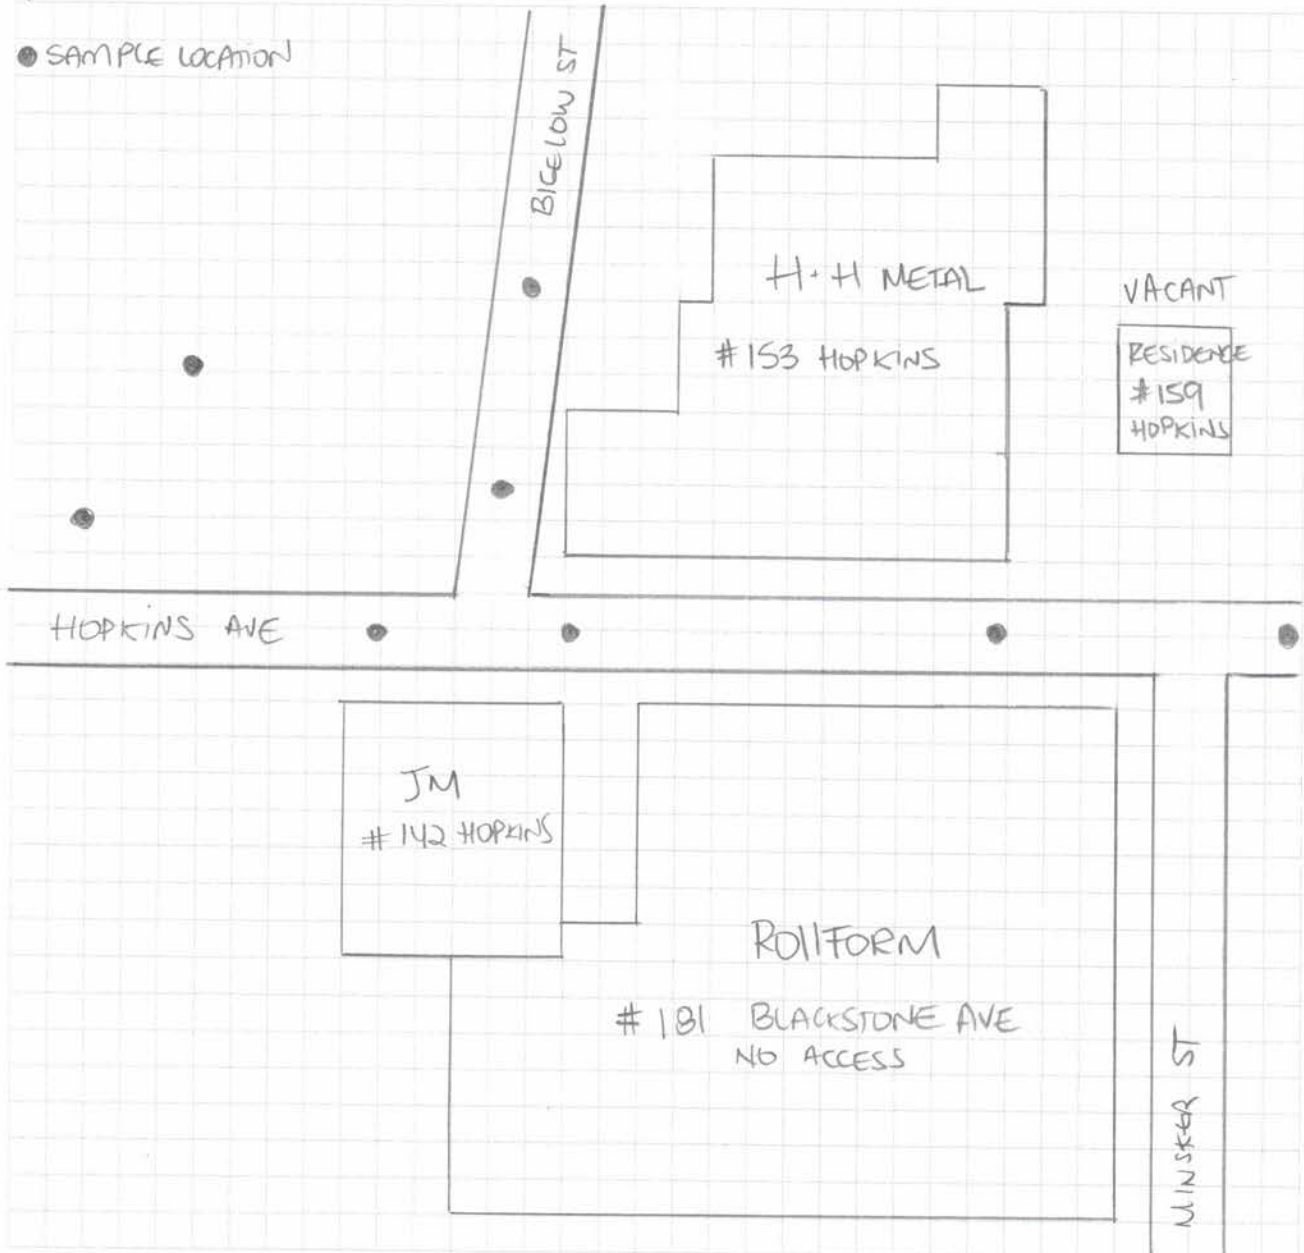 SAMPLE LOCATION
BIGELOW ST
H·H METAL
#153 HOPKINS
VACANT
RESIDENCE
#159
HOPKINS
HOPKINS AVE
JM
#142 HOPKINS
ROllFORM
#181 BLACKSTONE AVE
NO ACCESS
MINSKER ST